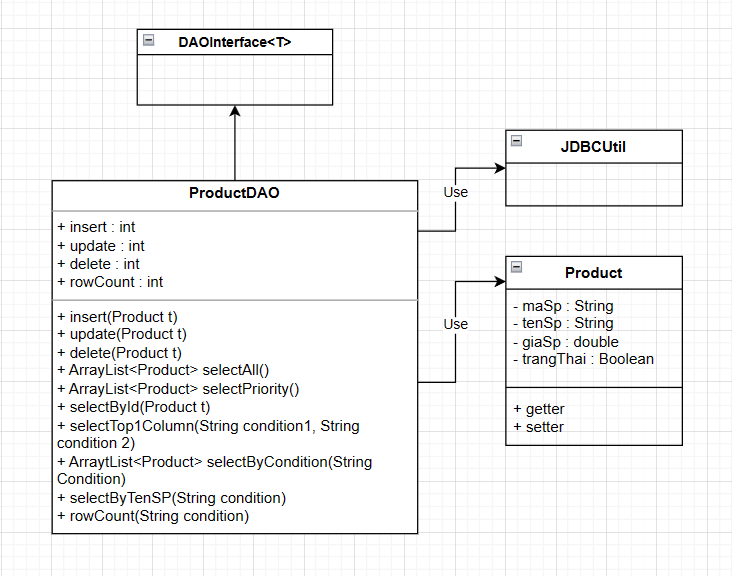 DAOInterface<T>
JDBCUtil
Use
ProductDAO
+ insert : int
+ update : int
+ delete : int
+ rowCount : int
+ insert(Product t)
+ update(Product t)
+ delete(Product t)
+ ArrayList<Product> selectAll()
+ ArrayList<Product> selectPriority()
+ selectById(Product t)
+ selectTop1Column(String condition1, String
condition 2)
+ ArraytList<Product> selectByCondition(String
Condition)
+ selectByTenSP(String condition)
+ rowCount(String condition)
Use
Product
- maSp : String
- tenSp : String
- giaSp : double
- trangThai : Boolean
+ getter
+ setter